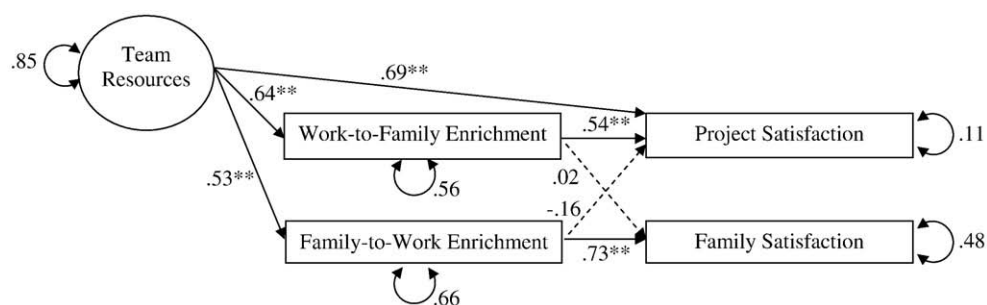 Team
Resources
.85
.69**
.64**
.53**
Work-to-Family Enrichment
.54**
Project Satisfaction
.11
.56
.02
-.16
Family-to-Work Enrichment
.73**
Family Satisfaction
.48
.66